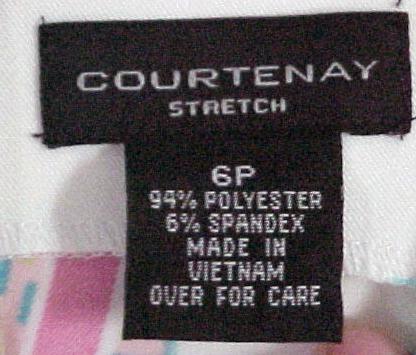 COURTENAY
STRETCH
6P
94% POLYESTER
6% SPANDEX
MADE IN
VIETNAM
OVER FOR CARE